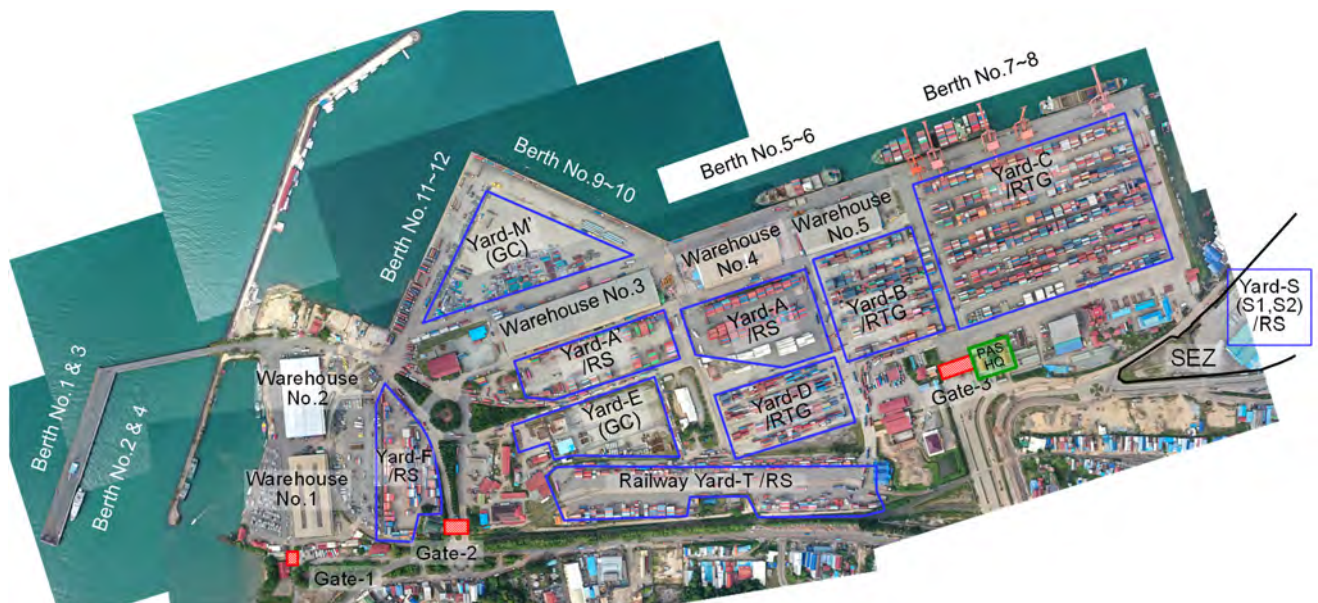 Berth No.7~8
Berth No.5~6
Berth No.9~10
Berth No.11~12
Yard-C
/RTG
Yard-M'
(GC)
Warehouse
No.5
Warehouse
No.4
Warehouse No.3
Yard-B
/RTG
Yard-A
/RS
Yard-A'
/RS
Yard-S
(S1,S2)
/RS
SEZ
PAS
HQ
Gate-3
Berth No.1 & 3
Berth No.2 & 4
Warehouse
No.2
Yard-D
/RTG
Yard-E
(GC)
Yard-F
/RS
Warehouse
No.1
Railway Yard-T /RS
Gate-2
Gate-1